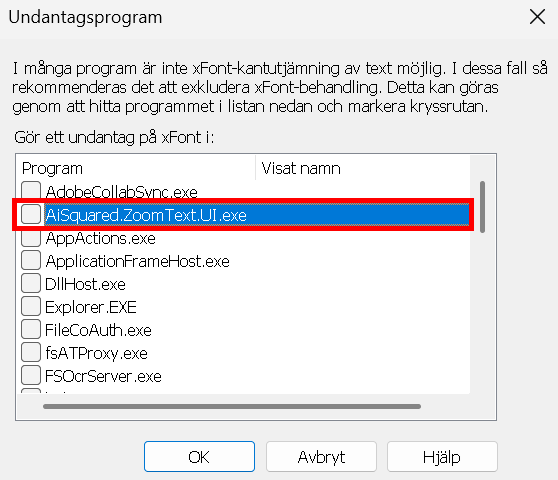 Undantagsprogram
I många program är inte xFont-kantutjämning av text möjlig. I dessa fall så
rekommenderas det att exkludera xFont-behandling. Detta kan göras
genom att hitta programmet i listan nedan och markera kryssrutan.
Gör ett undantag på xFont i:
Program Visat namn
AdobeCollabSync.exe
AiSquared.ZoomText.UI.exe
AppActions.exe
ApplicationFrameHost.exe
DllHost.exe
Explorer.EXE
FileCoAuth.exe
fsATProxy.exe
FSOcrServer.exe
OK Avbryt Hjälp